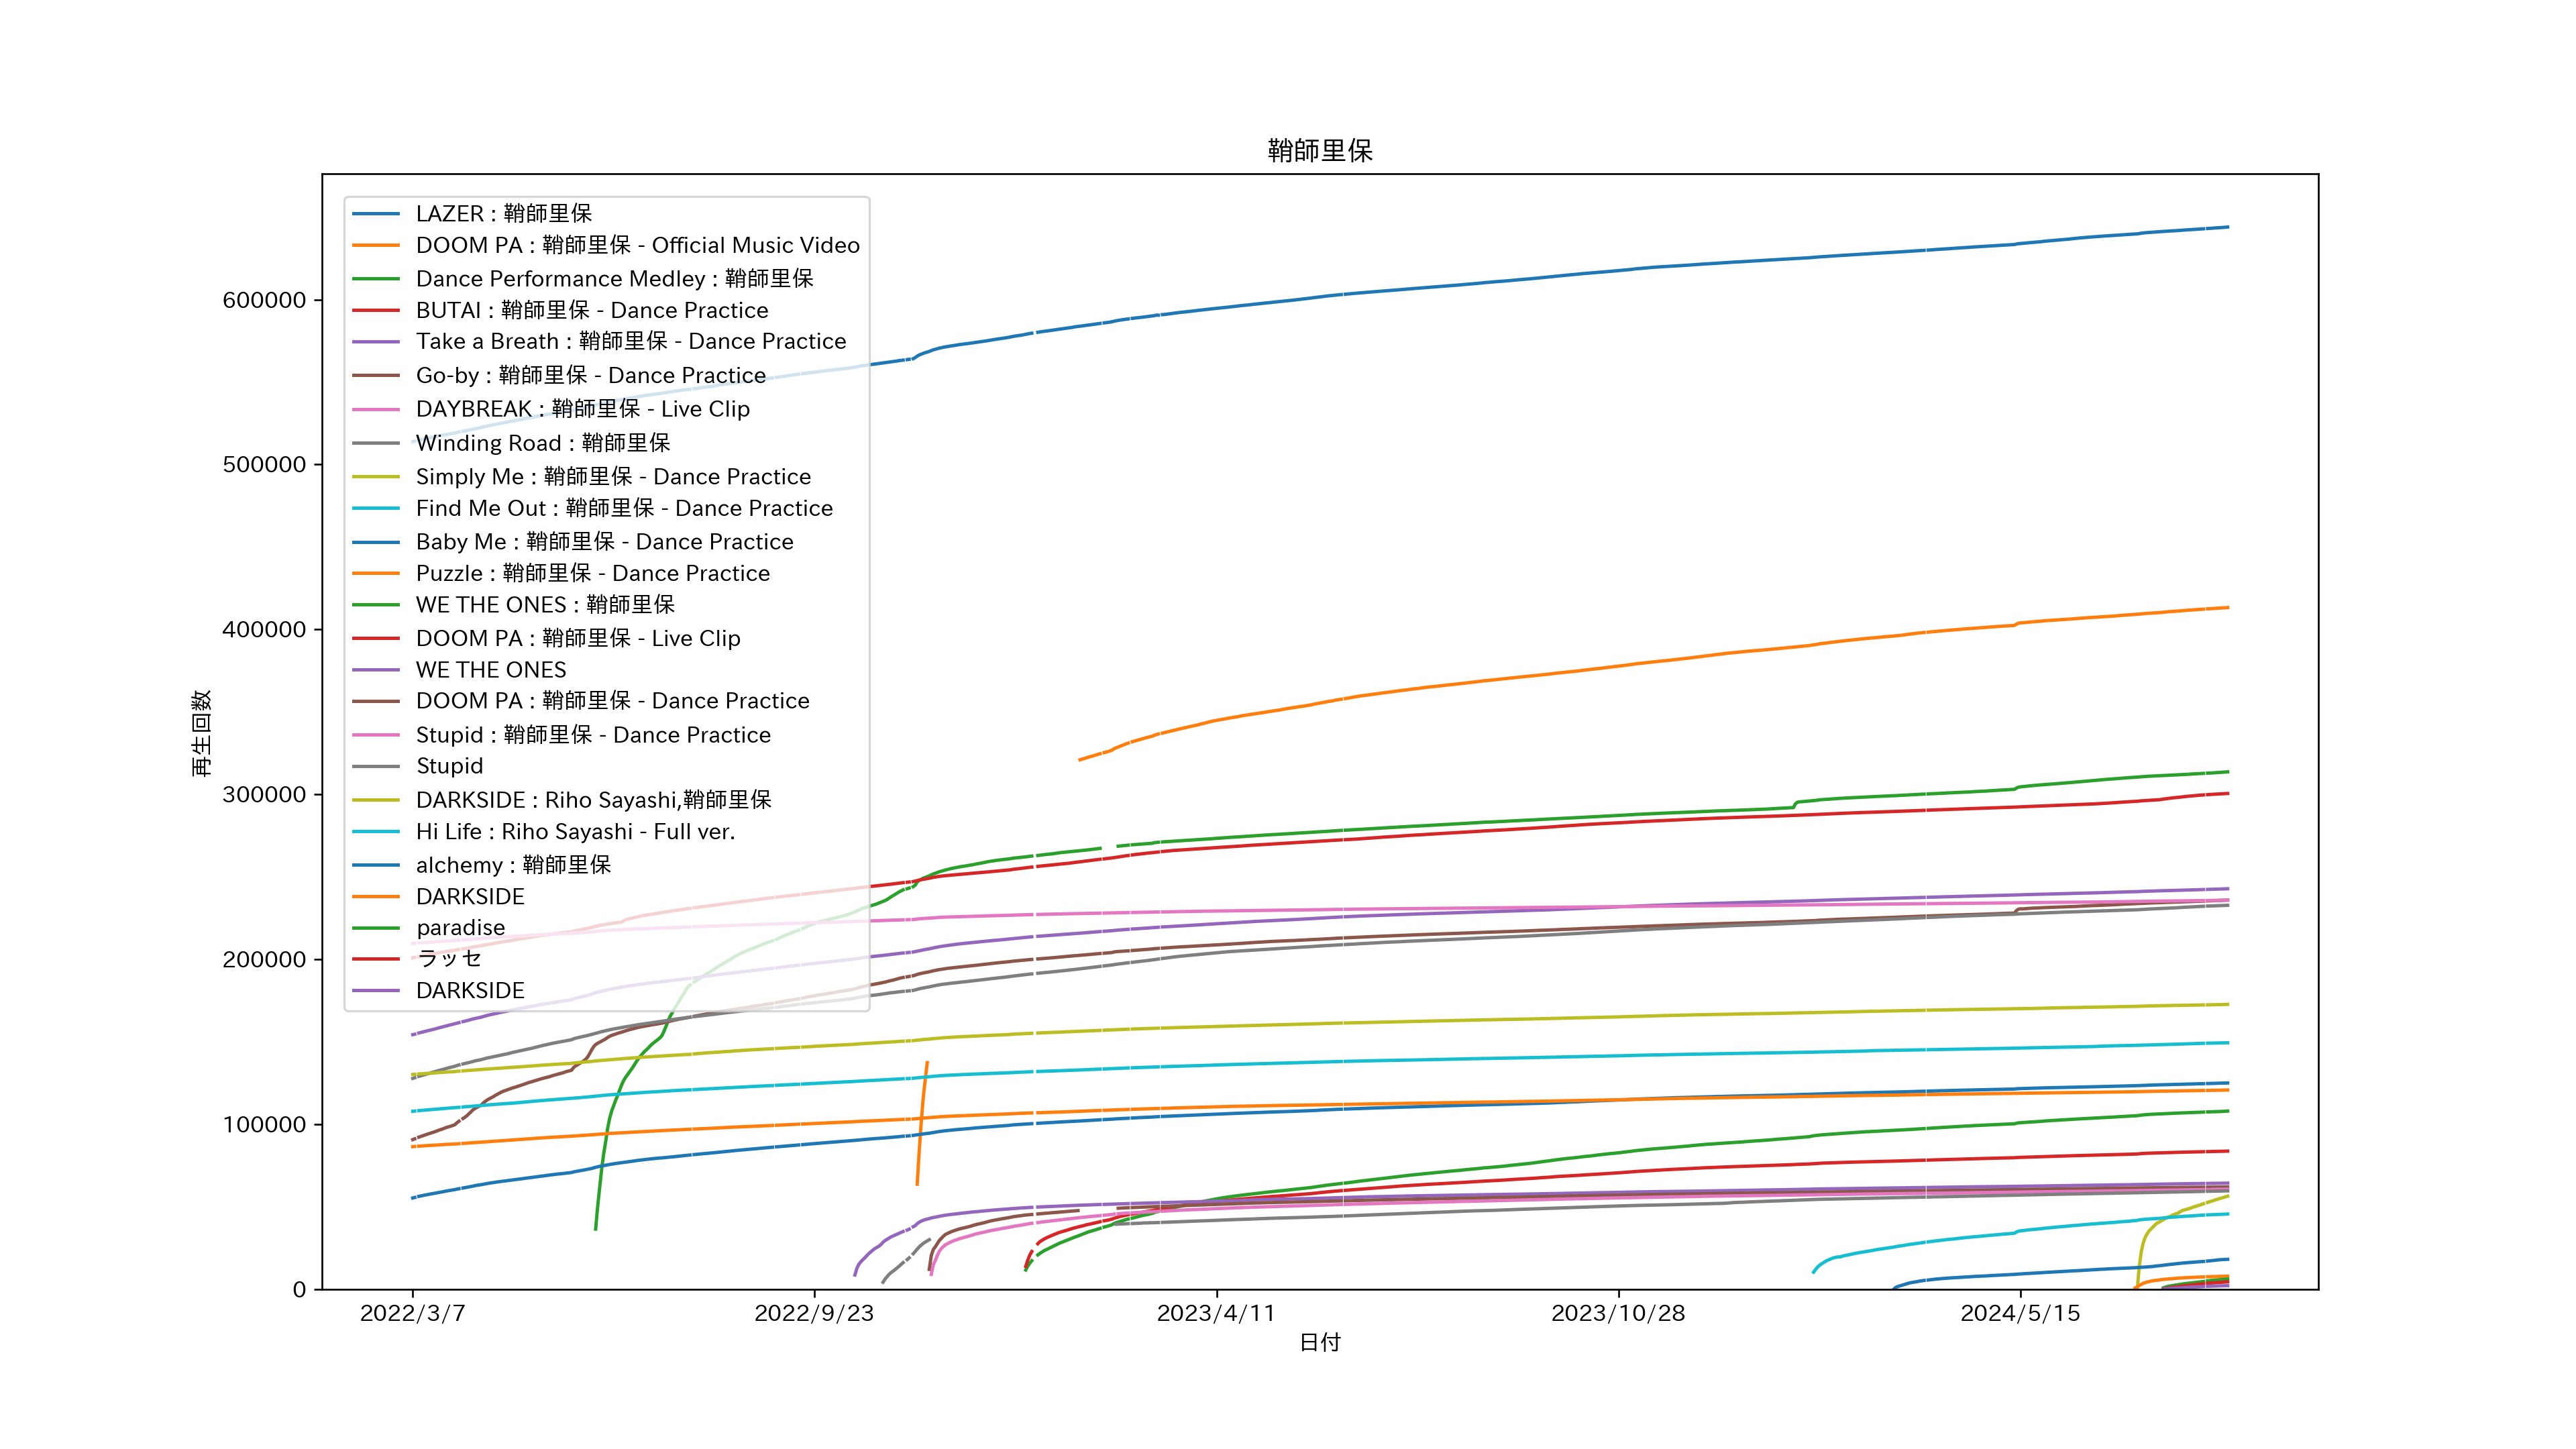 鞘師里保
LAZER : 鞘師里保
DOOM PA : 鞘師里保 - Official Music Video
Dance Performance Medley : 鞘師里保
BUTAI : 鞘師里保 - Dance Practice
Take a Breath : 鞘師里保 - Dance Practice
Go-by : 鞘師里保 - Dance Practice
DAYBREAK : 鞘師里保 - Live Clip
Winding Road : 鞘師里保
Simply Me : 鞘師里保 - Dance Practice
Find Me Out : 鞘師里保 - Dance Practice
Baby Me : 鞘師里保 - Dance Practice
Puzzle : 鞘師里保 - Dance Practice
WE THE ONES : 鞘師里保
DOOM PA : 鞘師里保 - Live Clip
WE THE ONES
DOOM PA : 鞘師里保 - Dance Practice
Stupid : 鞘師里保 - Dance Practice
Stupid
DARKSIDE : Riho Sayashi,鞘師里保
Hi Life : Riho Sayashi - Full ver.
alchemy : 鞘師里保
DARKSIDE
paradise
ラッセ
DARKSIDE
再生回数
600000
500000
400000
300000
200000
100000
0
2022/3/7
2022/9/23
2023/4/11
2023/10/28
2024/5/15
日付